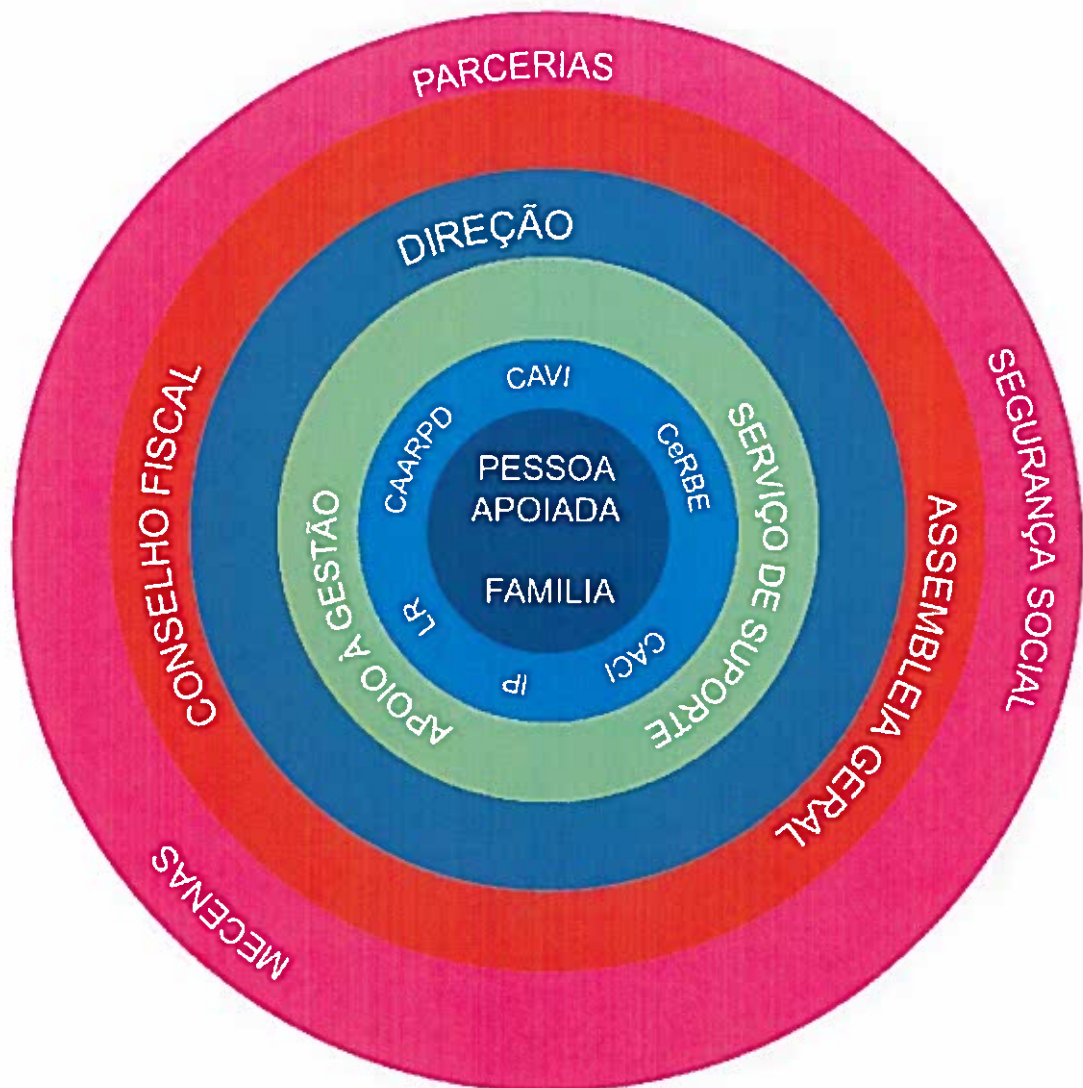 PARCERIAS
SEGURANÇA SOCIAL
MECENAS
CONSELHO FISCAL
ASSEMBLEIA GERAL
DIREÇÃO
APOIO À GESTÃO
SERVIÇO DE SUPORTE
CAVI
CeRBE
CACI
IP
LR
CAARPD
PESSOA
APOIADA
FAMILIA